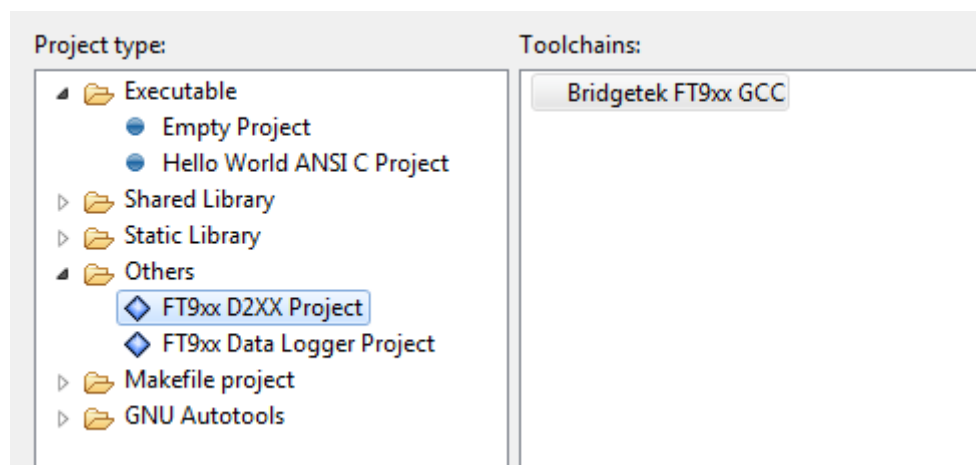 Project type:
Executable
Empty Project
Hello World ANSI C Project
Shared Library
Static Library
Others
FT9xx D2XX Project
FT9xx Data Logger Project
Makefile project
GNU Autotools
Toolchains:
Bridgetek FT9xx GCC